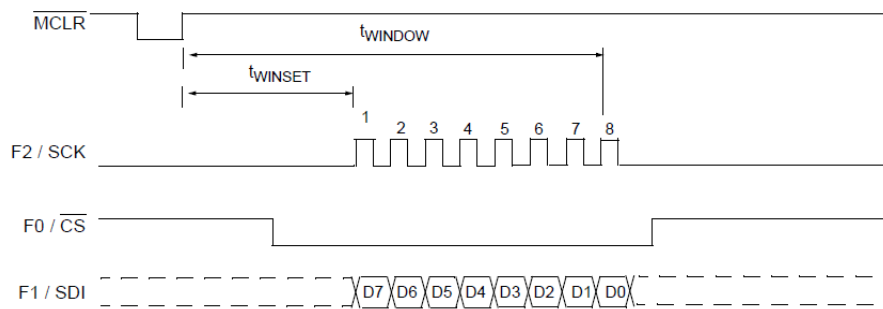 MCLR
tWINDOW
tWINSET
1 2 3 4 5 6 7 8
F2 / SCK
F0 / CS
F1 / SDI
D7 D6 D5 D4 D3 D2 D1 D0